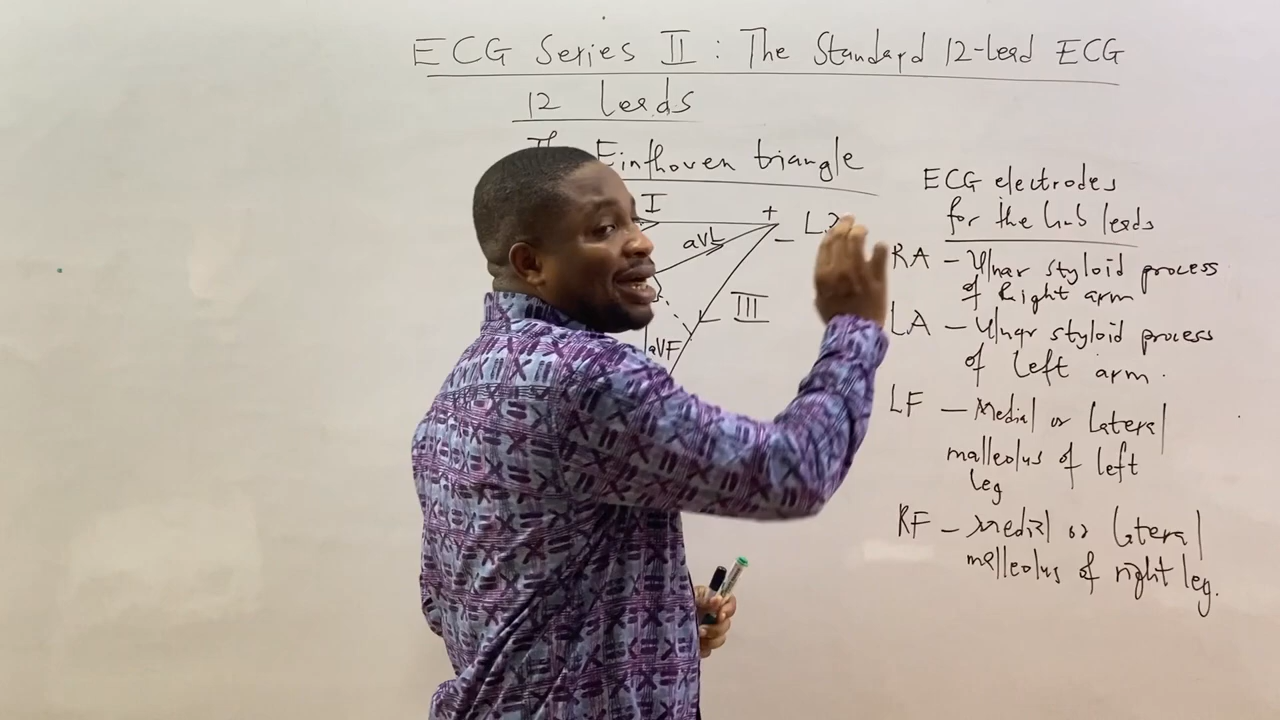 ECG Series II : The Standard 12-lead ECG
12 leads
Einthoven triangle
I
+
aVL
-
III
aVF
ECG electrodes
for the limb leads
RA - Ulnar styloid process
of Right arm
LA - Ulnar styloid process
of left arm.
LF - Medial or lateral
malleolus of left
leg
RF - Medial or lateral
malleolus of right leg.